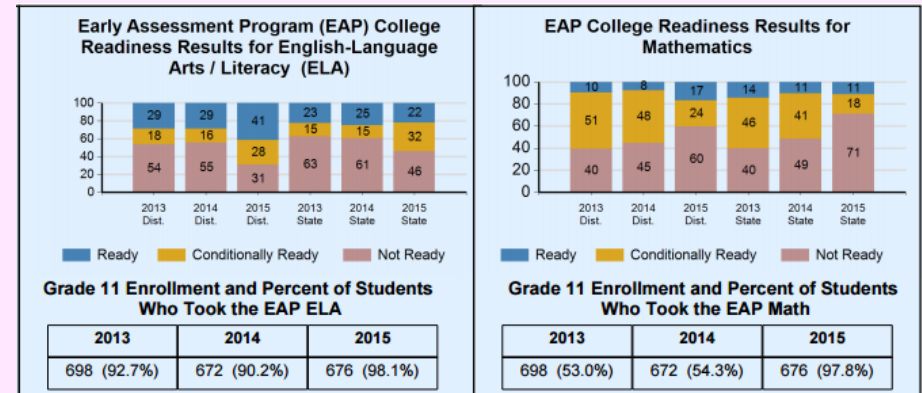 Early Assessment Program (EAP) College
Readiness Results for English-Language
Arts / Literacy (ELA)
100
80
60
40
20
0
29 29 41 23 25 22
18 16 28 15 15 32
54 55 31 63 61 46
2013 2014 2015 2013 2014 2015
Dist. Dist. Dist. State State State
Ready Conditionally Ready Not Ready
Grade 11 Enrollment and Percent of Students
Who Took the EAP ELA
2013 2014 2015
698 (92.7%) 672 (90.2%) 676 (98.1%)
EAP College Readiness Results for
Mathematics
100
80
60
40
20
0
10 8 17 14 11 11
51 48 24 46 41 18
40 45 60 40 49 71
2013 2014 2015 2013 2014 2015
Dist. Dist. Dist. State State State
Ready Conditionally Ready Not Ready
Grade 11 Enrollment and Percent of Students
Who Took the EAP Math
2013 2014 2015
698 (53.0%) 672 (54.3%) 676 (97.8%)